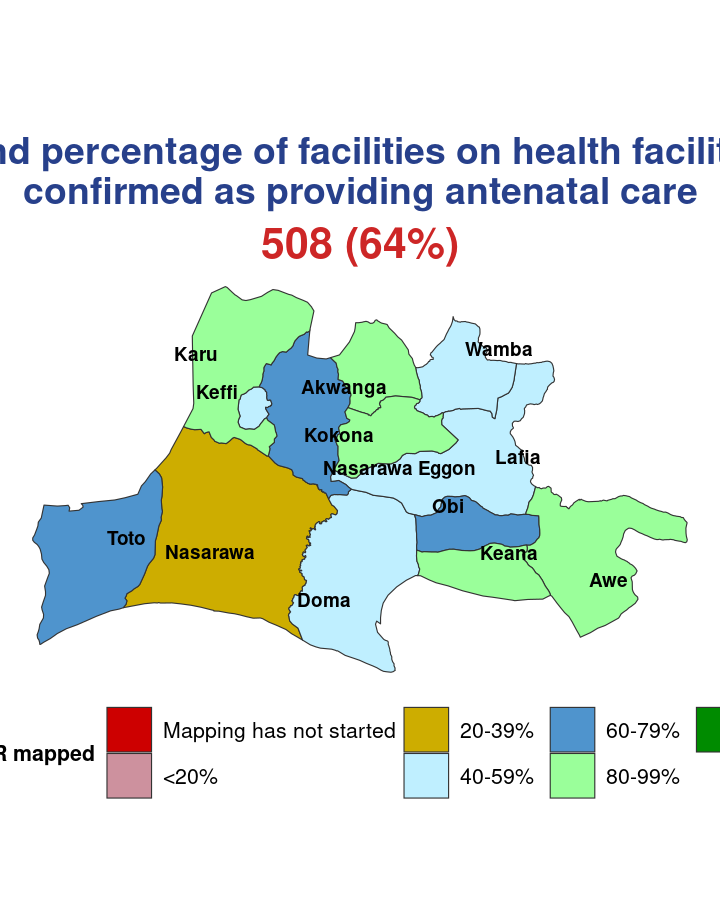 percentage of facilities on health
confirmed as providing antenatal care
508 (64%)
Karu
Wamba
Keffi
Akwanga
Kokona
Nasarawa Eggon
Lafia
Obi
Toto
Nasarawa
Keana
Awe
Doma
mapped
Mapping has not started
20-39%
60-79%
<20%
40-59%
80-99%